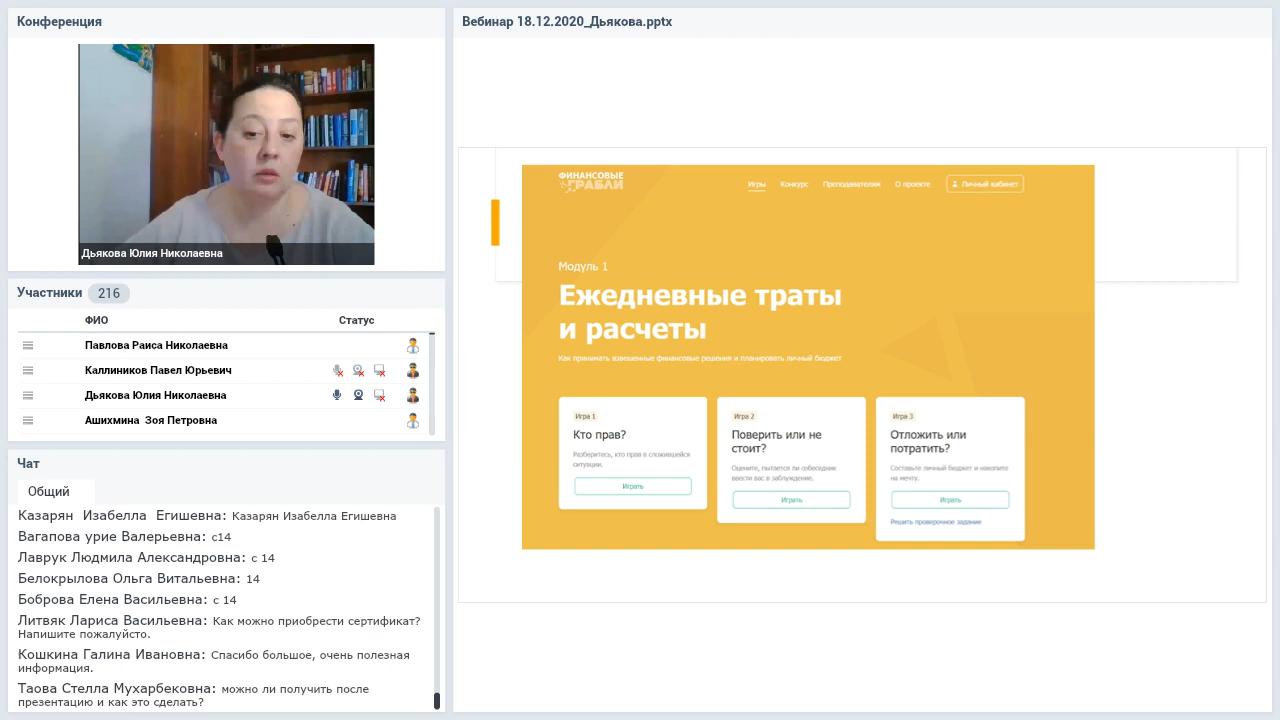 Конференция
Дьякова Юлия Николаевна
Участники 216
ФИО Статус
Павлова Раиса Николаевна
Каллиников Павел Юрьевич
Дьякова Юлия Николаевна
Ашихмина Зоя Петровна
Чат
Общий
Казарян Изабелла Егишевна: Казарян Изабелла Егишевна
Вагапова урие Валерьевна: с14
Лаврук Людмила Александровна: с 14
Белокрылова Ольга Витальевна: 14
Боброва Елена Васильевна: с 14
Литвяк Лариса Васильевна: Как можно приобрести сертификат?
Напишите пожалуйсто.
Кошкина Галина Ивановна: Спасибо большое, очень полезная
информация.
Таова Стелла Мухарбековна: можно ли получить после
презентацию и как это сделать?
Вебинар 18.12.2020_Дьякова.pptx
ФИНАНСОВЫЕ
ГРАБЛИ
Игры Конкурс Преподавателям О проекте Личный кабинет
Модуль 1
Ежедневные траты
и расчеты
Как принимать взвешенные финансовые решения и планировать личный бюджет
Игра 1
Кто прав?
Разберитесь, кто прав в сложившейся
ситуации.
Играть
Игра 2
Поверить или не
стоит?
Оцените, пытается ли собеседник
ввести вас в заблуждение.
Играть
Игра 3
Отложить или
потратить?
Составьте личный бюджет и накопите
на мечту.
Играть
Решить проверочное задание